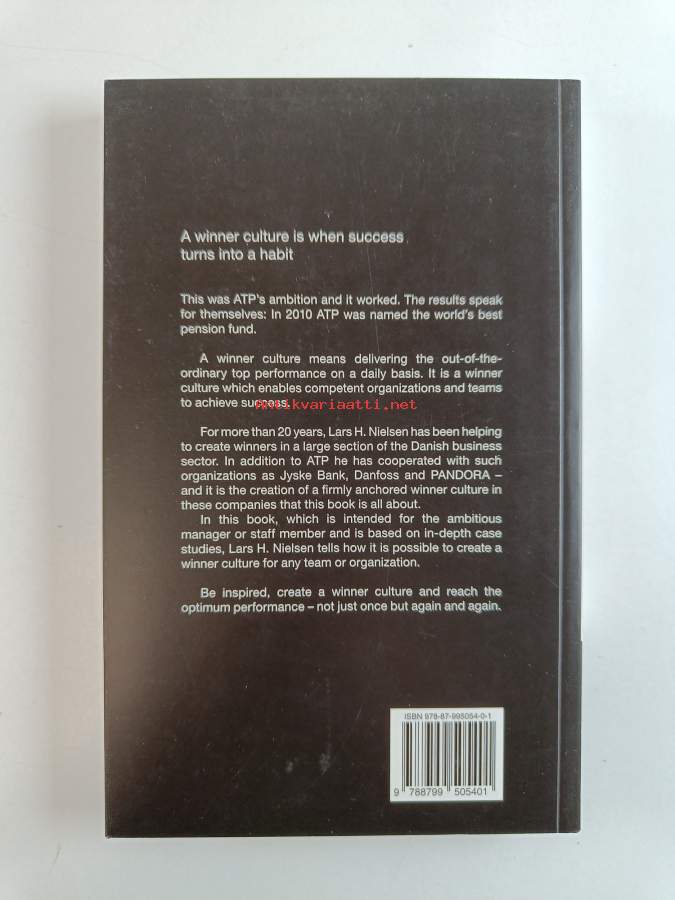 A winner culture is when success
turns into a habit
This was ATP's ambition and it worked. The results speak
for themselves: In 2010 ATP was named the world's best
pension fund.
A winner culture means delivering the out-of-the-
ordinary top performance on a daily basis. It is a winner
culture which enables competent organizations and teams
to achieve success.
antikvariaatti.net
For more than 20 years, Lars H. Nielsen has been helping
to create winners in a large section of the Danish business
sector. In addition to ATP he has cooperated with such
organizations as Jyske Bank, Danfoss and PANDORA –
and it is the creation of a firmly anchored winner culture in
these companies that this book is all about.
In this book, which is intended for the ambitious
manager or staff member and is based on in-depth case
studies, Lars H. Nielsen tells how it is possible to create a
winner culture for any team or organization.
Be inspired, create a winner culture and reach the
optimum performance – not just once but again and again.
ISBN 978-87-995054-0-1
9 788799 505401